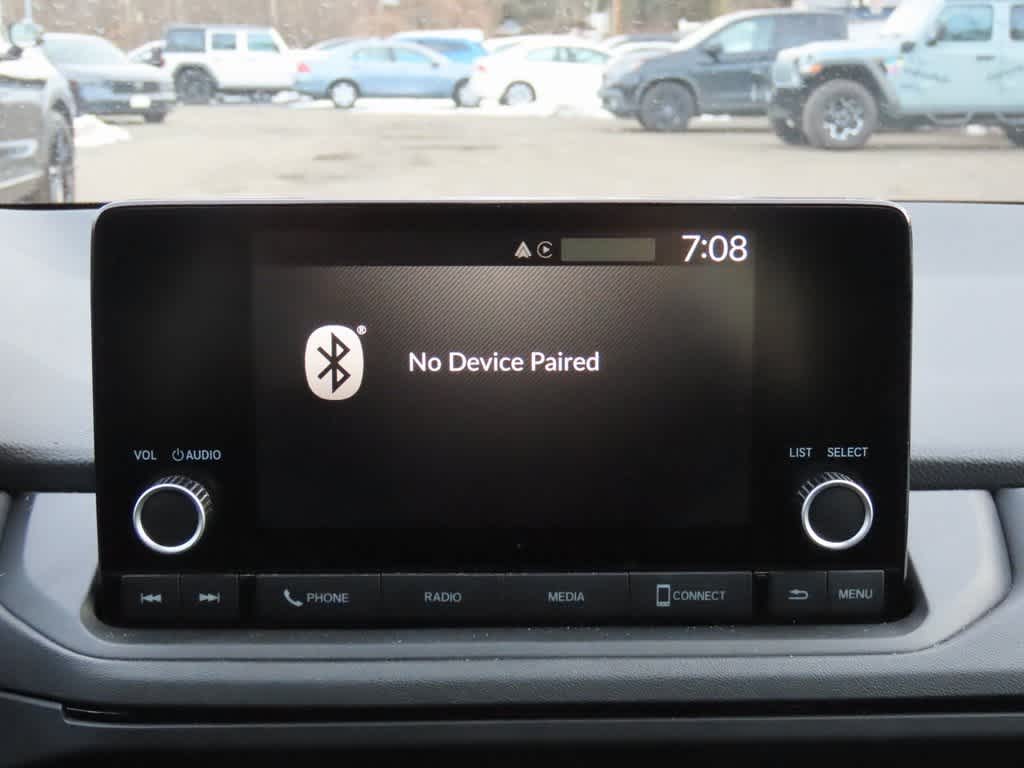 7:08
®
No Device Paired
VOL AUDIO
LIST SELECT
PHONE
RADIO
MEDIA
CONNECT
MENU